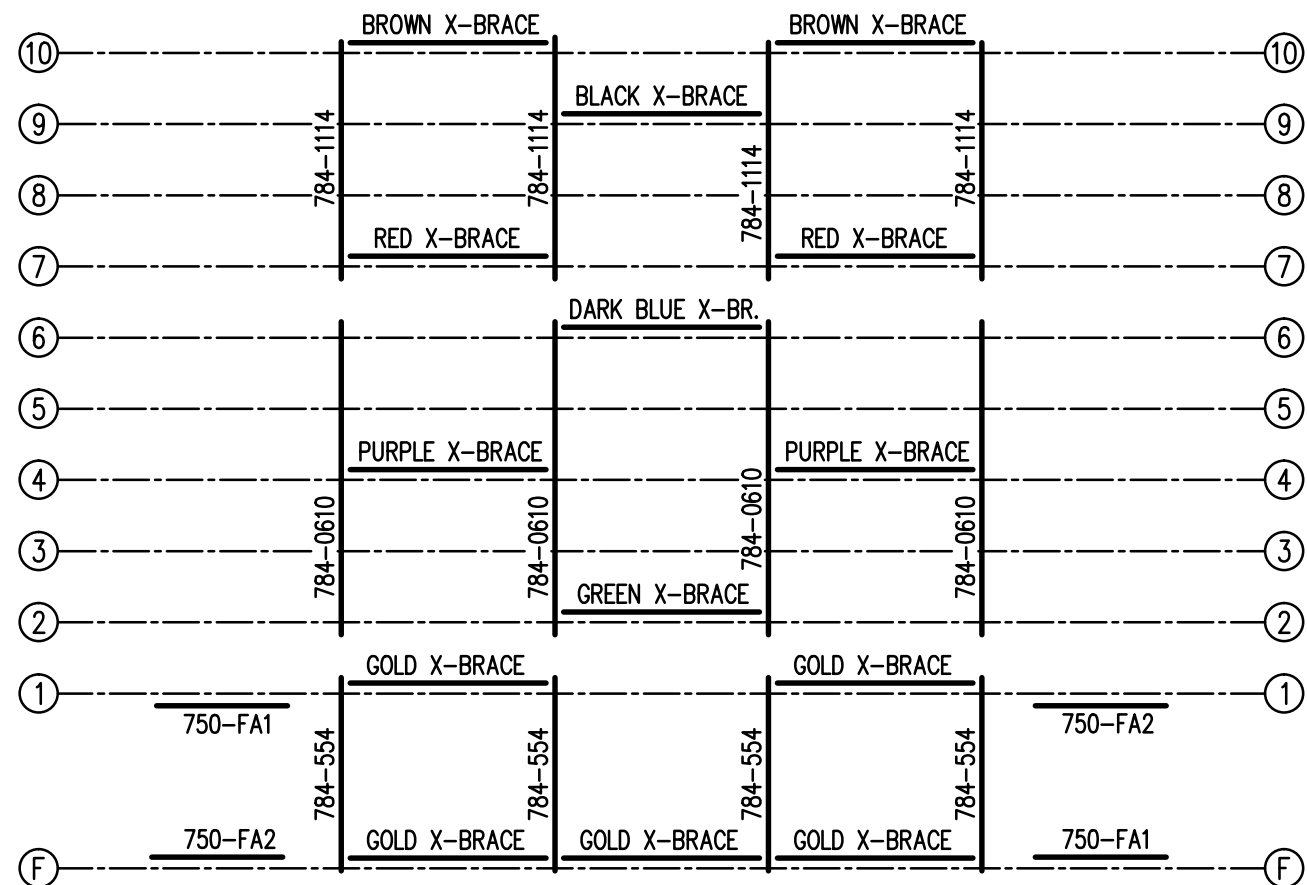 BROWN X-BRACE BROWN X-BRACE
10 10
BLACK X-BRACE
9 9
784-1114 784-1114 784-1114 784-1114
8 8
RED X-BRACE RED X-BRACE
7 7
DARK BLUE X-BR.
6 6
5 5
PURPLE X-BRACE PURPLE X-BRACE
4 4
784-0610 784-0610 784-0610 784-0610
3 3
GREEN X-BRACE
2 2
GOLD X-BRACE GOLD X-BRACE
1 1
750-FA1 750-FA2
784-554 784-554 784-554 784-554
750-FA2 GOLD X-BRACE GOLD X-BRACE GOLD X-BRACE 750-FA1
F F